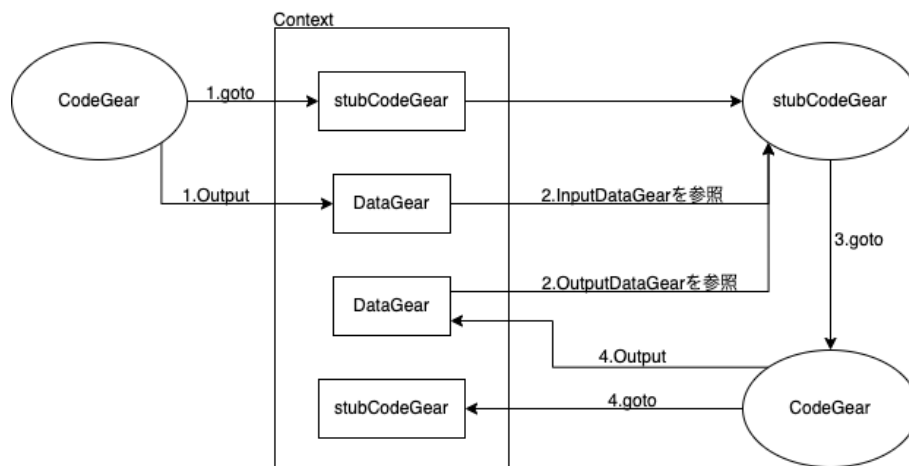 Context
CodeGear
1.goto
stubCodeGear
stubCodeGear
1.Output
DataGear
2.InputDataGearを参照
3.goto
DataGear
2.OutputDataGearを参照
4.Output
stubCodeGear
4.goto
CodeGear